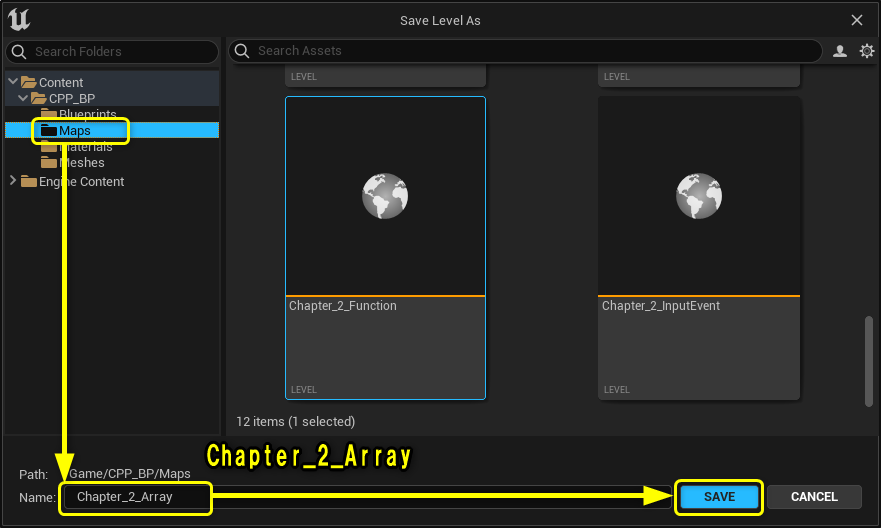 Save Level As
Search Folders
Search Assets
Content
CPP_BP
Blueprints
Maps
Materials
Meshes
Engine Content
LEVEL
LEVEL
Chapter_2_Function
Chapter_2_InputEvent
LEVEL
LEVEL
12 items (1 selected)
Chapter_2_Array
Path: Game/CPP_BP/Maps
Name: Chapter_2_Array
SAVE
CANCEL